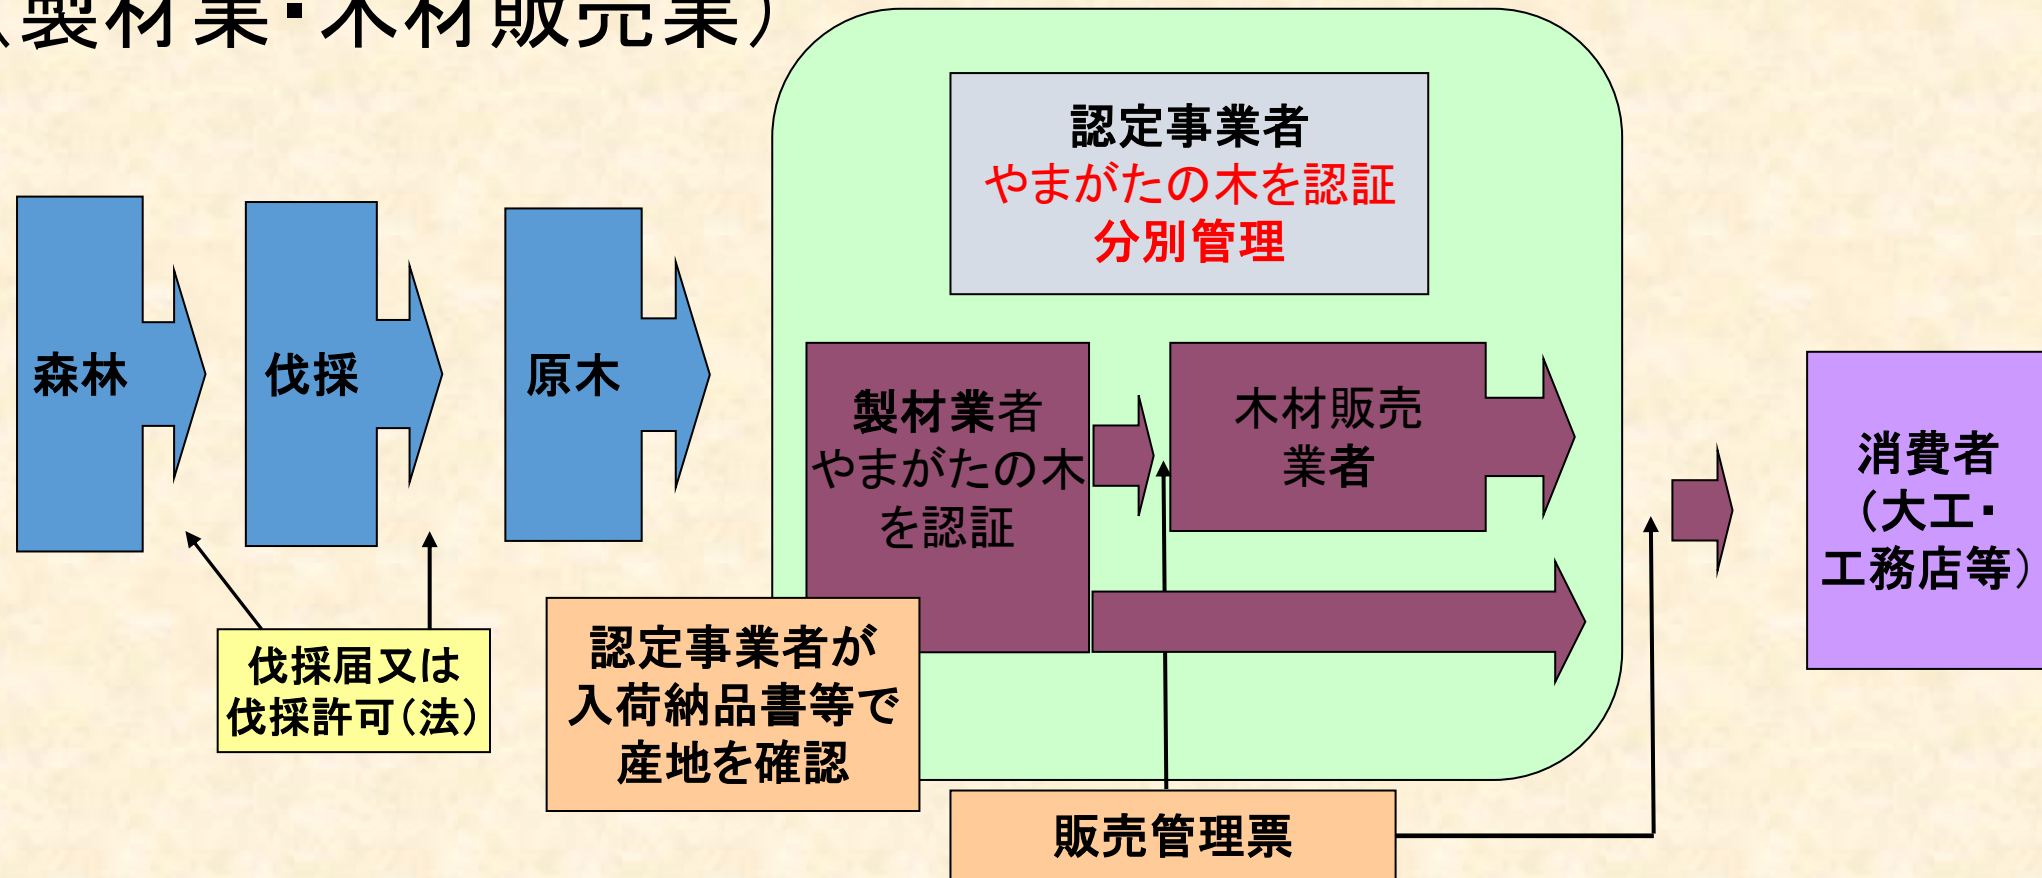 （製材業・木材販売業）
認定事業者
やまがたの木を認証
分別管理
森林
伐採
原木
製材業者
やまがたの木
を認証
木材販売
業者
消費者
（大工・
工務店等）
伐採届又は
伐採許可（法）
認定事業者が
入荷納品書等で
産地を確認
販売管理票